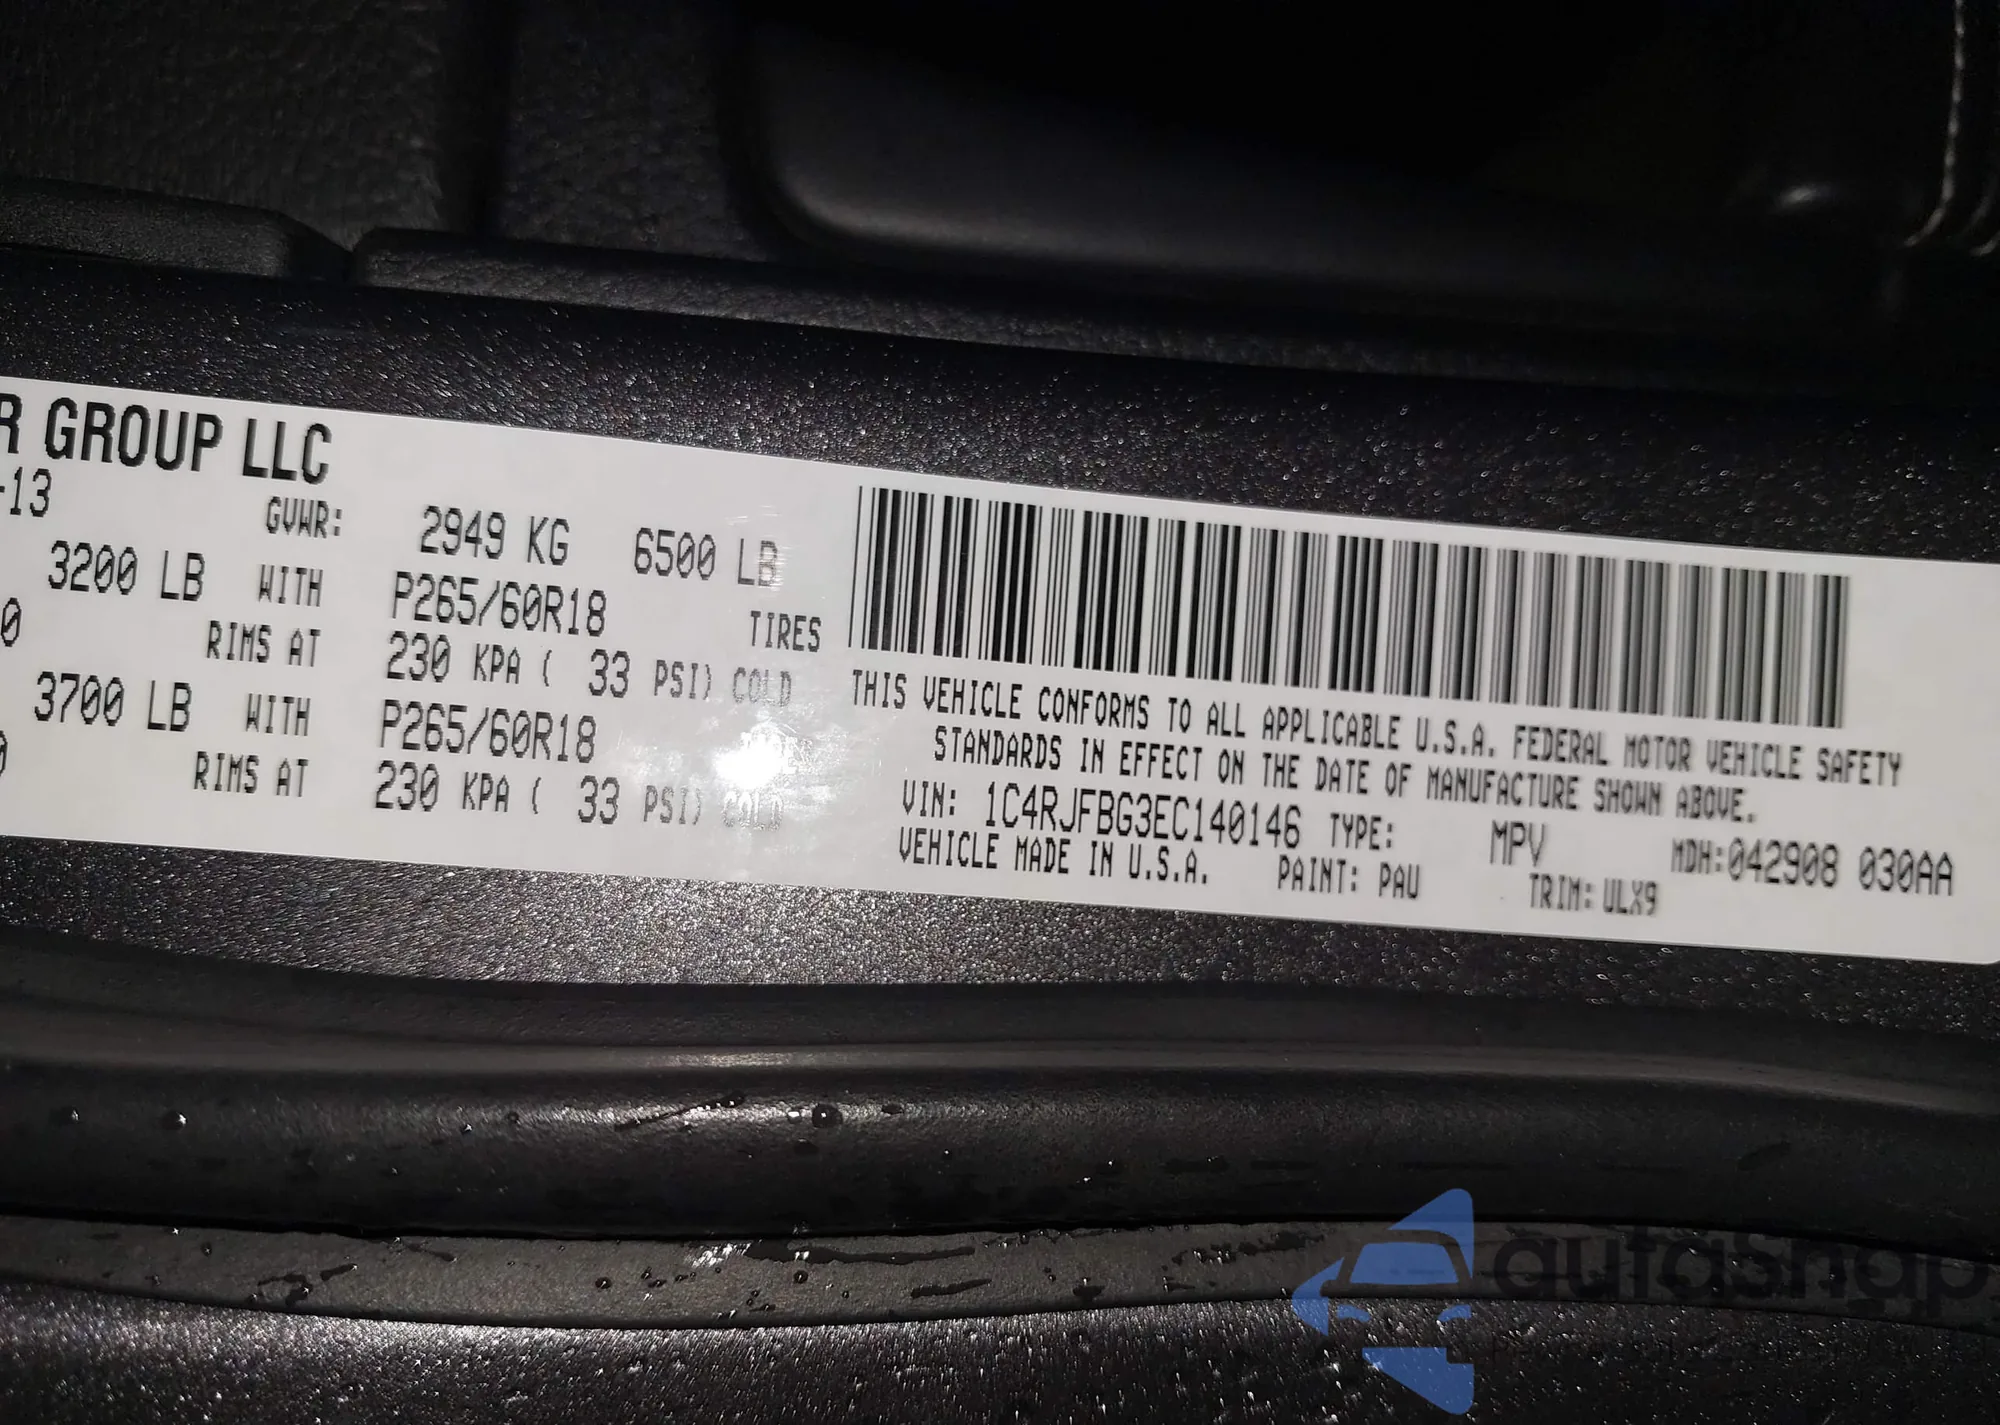 R GROUP LLC
-13 GVWR: 2949 KG 6500 LB
3200 LB WITH P265/60R18 TIRES
0 RIMS AT 230 KPA ( 33 PSI) COLD
3700 LB WITH P265/60R18
0 RIMS AT 230 KPA ( 33 PSI) COLD
THIS VEHICLE CONFORMS TO ALL APPLICABLE U.S.A. FEDERAL MOTOR VEHICLE SAFETY
STANDARDS IN EFFECT ON THE DATE OF MANUFACTURE SHOWN ABOVE.
VIN: 1C4RJFBG3EC140146 TYPE: MPV MDH:042908 030AA
VEHICLE MADE IN U.S.A. PAINT: PAU TRIM: ULX9
autasnap